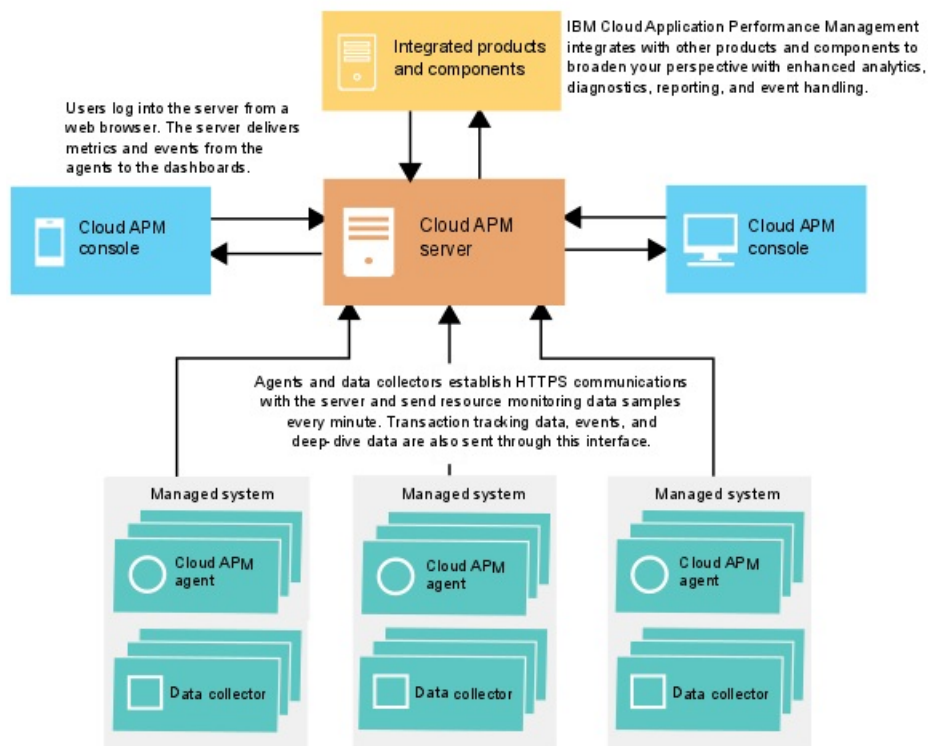 Integrated products
and components
IBM Cloud Application Performance Management
integrates with other products and components to
broaden your perspective with enhanced analytics,
diagnostics, reporting, and event handling.
Users log into the server from a
web browser. The server delivers
metrics and events from the
agents to the dashboards.
Cloud APM
console
Cloud APM
server
Cloud APM
console
Agents and data collectors establish HTTPS communications
with the server and send resource monitoring data samples
every minute. Transaction tracking data, events, and
deep-dive data are also sent through this interface.
Managed system
Cloud APM
agent
Data collector
Managed system
Cloud APM
agent
Data collector
Managed system
Cloud APM
agent
Data collector